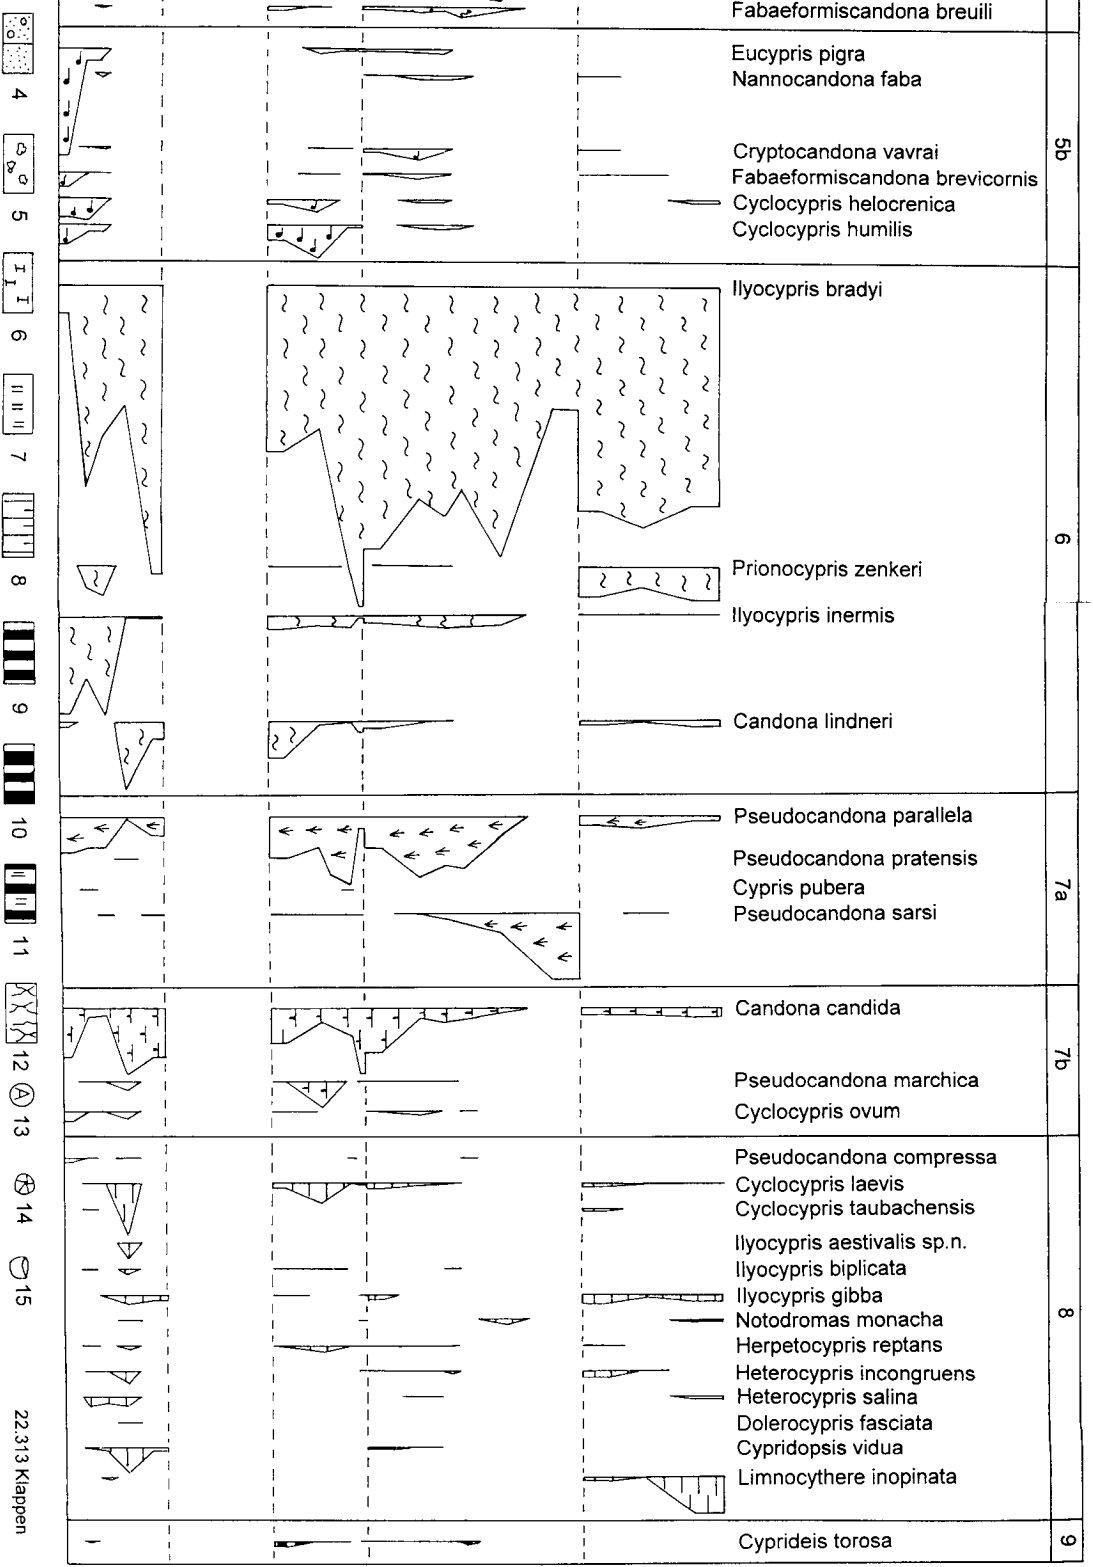 Fabaeformiscandona breuili
Eucypris pigra
Nannocandona faba
Cryptocandona vavrai
Fabaeformiscandona brevicornis
Cyclocypris helocrenica
Cyclocypris humilis
5b
Ilyocypris bradyi
Prionocypris zenkeri
Ilyocypris inermis
Candona lindneri
6
Pseudocandona parallela
Pseudocandona pratensis
Cypris pubera
Pseudocandona sarsi
7a
Candona candida
Pseudocandona marchica
Cyclocypris ovum
7b
Pseudocandona compressa
Cyclocypris laevis
Cyclocypris taubachensis
Ilyocypris aestivalis sp.n.
Ilyocypris biplicata
Ilyocypris gibba
Notodromas monacha
Herpetocypris reptans
Heterocypris incongruens
Heterocypris salina
Dolerocypris fasciata
Cypridopsis vidua
Limnocythere inopinata
8
Cyprideis torosa
9
4 5 6 7 8 9 10 11 12 A 13 14 15
22.313 Klappen